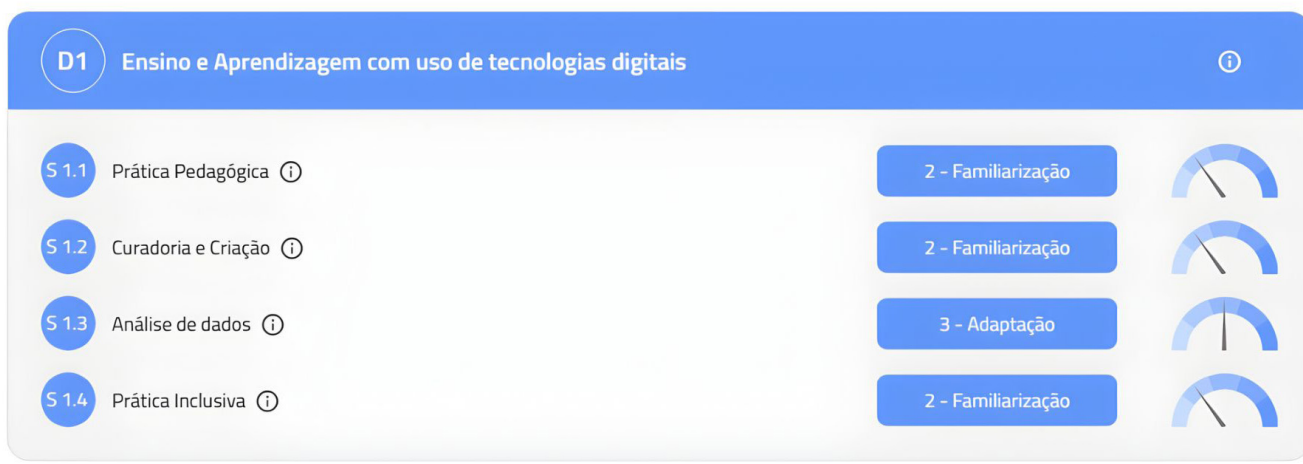 D1 Ensino e Aprendizagem com uso de tecnologias digitais
S 1.1 Prática Pedagógica 2 - Familiarização
S 1.2 Curadoria e Criação 2 - Familiarização
S 1.3 Análise de dados 3 - Adaptação
S 1.4 Prática Inclusiva 2 - Familiarização